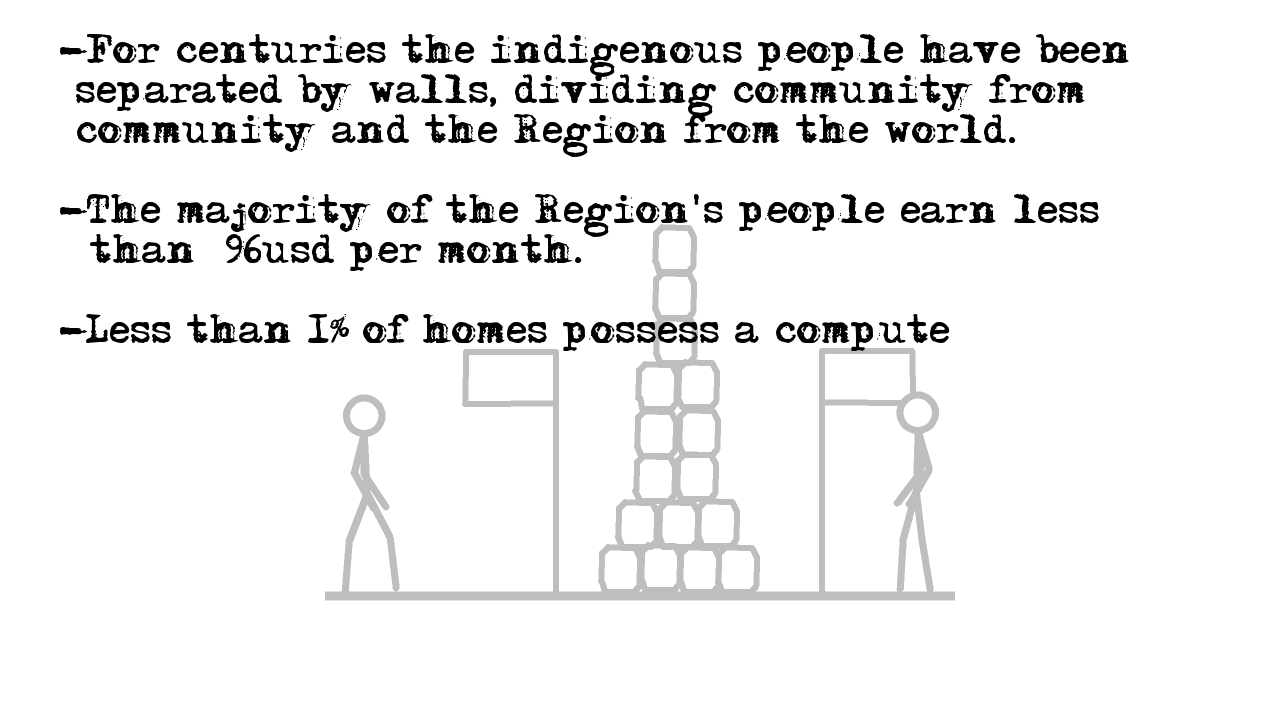 -For centuries the indigenous people have been
separated by walls, dividing community from
community and the Region from the world.
-The majority of the Region's people earn less
than 96usd per month.
-Less than 1% of homes possess a compute